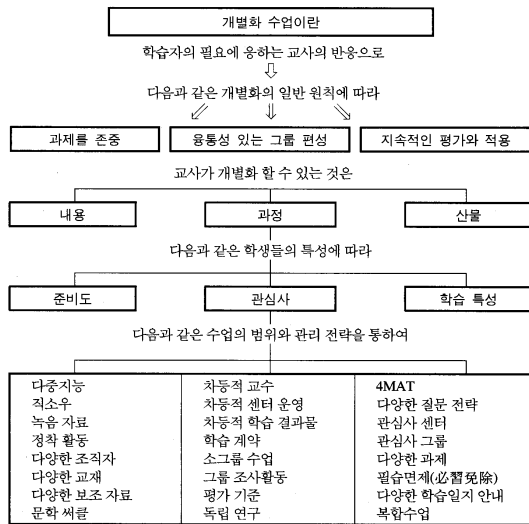 개별화 수업이란
학습자의 필요에 응하는 교사의 반응으로
다음과 같은 개별화의 일반 원칙에 따라
과제를 존중 융통성 있는 그룹 편성 지속적인 평가와 적용
교사가 개별화 할 수 있는 것은
내용 과정 산물
다음과 같은 학생들의 특성에 따라
준비도 관심사 학습 특성
다음과 같은 수업의 범위와 관리 전략을 통하여
다중지능 차등적 교수 4MAT
직소우 차등적 센터 운영 다양한 질문 전략
녹음 자료 차등적 학습 결과물 관심사 센터
정착 활동 학습 계약 관심사 그룹
다양한 조직자 소그룹 수업 다양한 과제
다양한 교재 그룹 조사활동 필습면제(必習免除)
다양한 보조 자료 평가 기준 다양한 학습일지 안내
문학 써클 독립 연구 복합수업